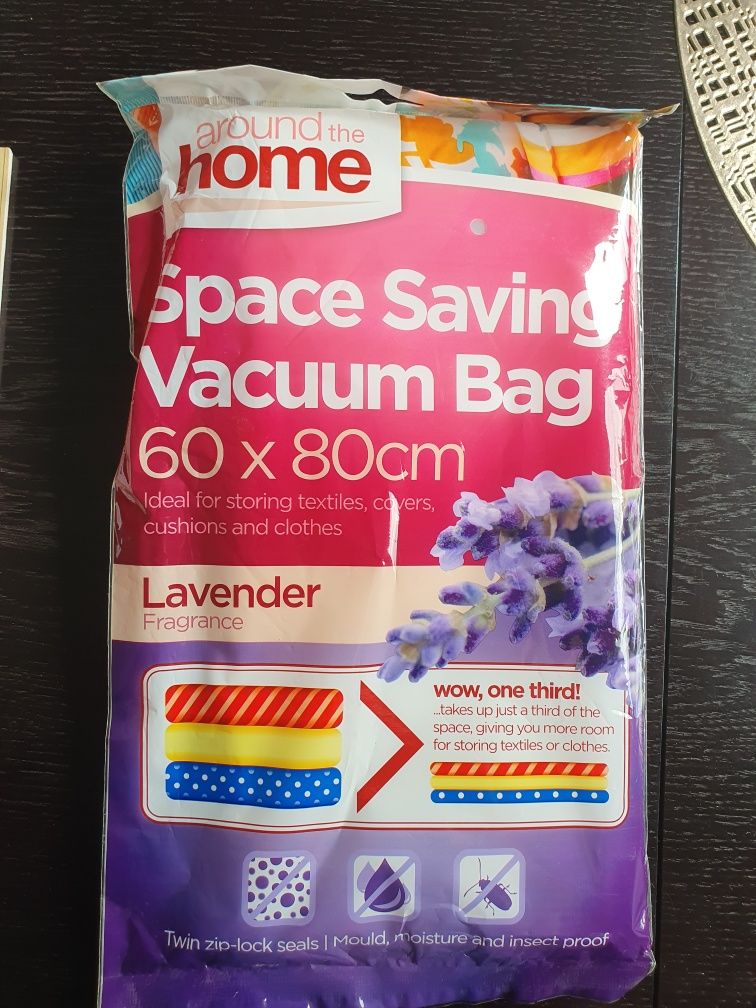 around the
home
Space Saving
Vacuum Bag
60 x 80cm
Ideal for storing textiles, covers,
cushions and clothes
Lavender
Fragrance
wow, one third!
...takes up just a third of the
space, giving you more room
for storing textiles or clothes.
Twin zip-lock seals | Mould, moisture and insect proof